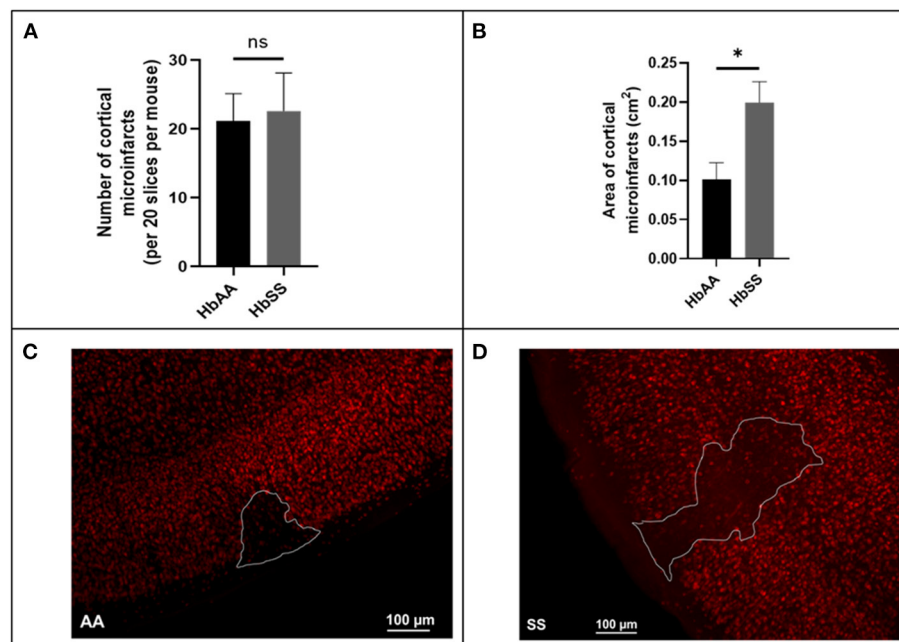 A
ns
Number of cortical
microinfarcts
(per 20 slices per mouse)
30
20
10
0
HbAA
HbSS
B
*
Area of cortical
microinfarcts (cm²)
0.25
0.20
0.15
0.10
0.05
0.00
HbAA
HbSS
C
AA
100 µm
D
SS
100 µm